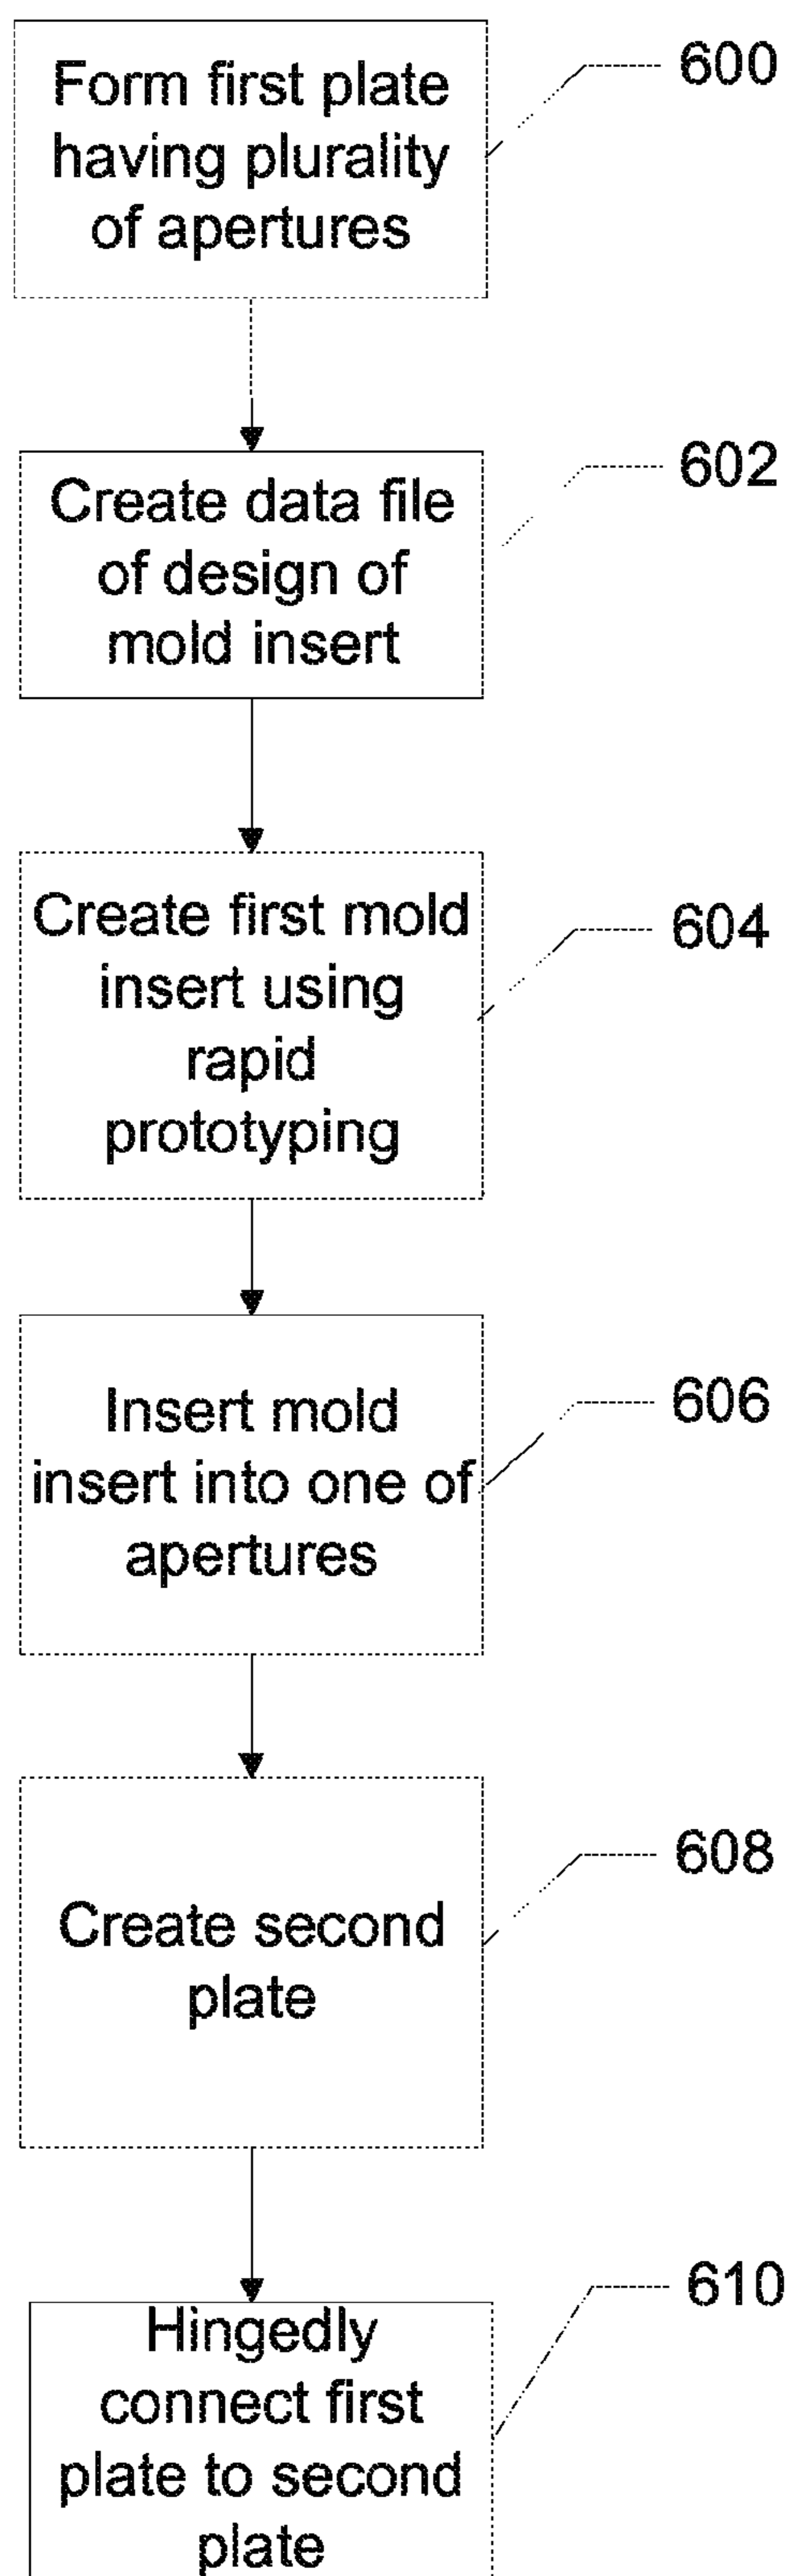 Form first plate
having plurality
of apertures
600
Create data file
of design of
mold insert
602
Create first mold
insert using
rapid
prototyping
604
Insert mold
insert into one of
apertures
606
Create second
plate
608
Hingedly
connect first
plate to second
plate
610